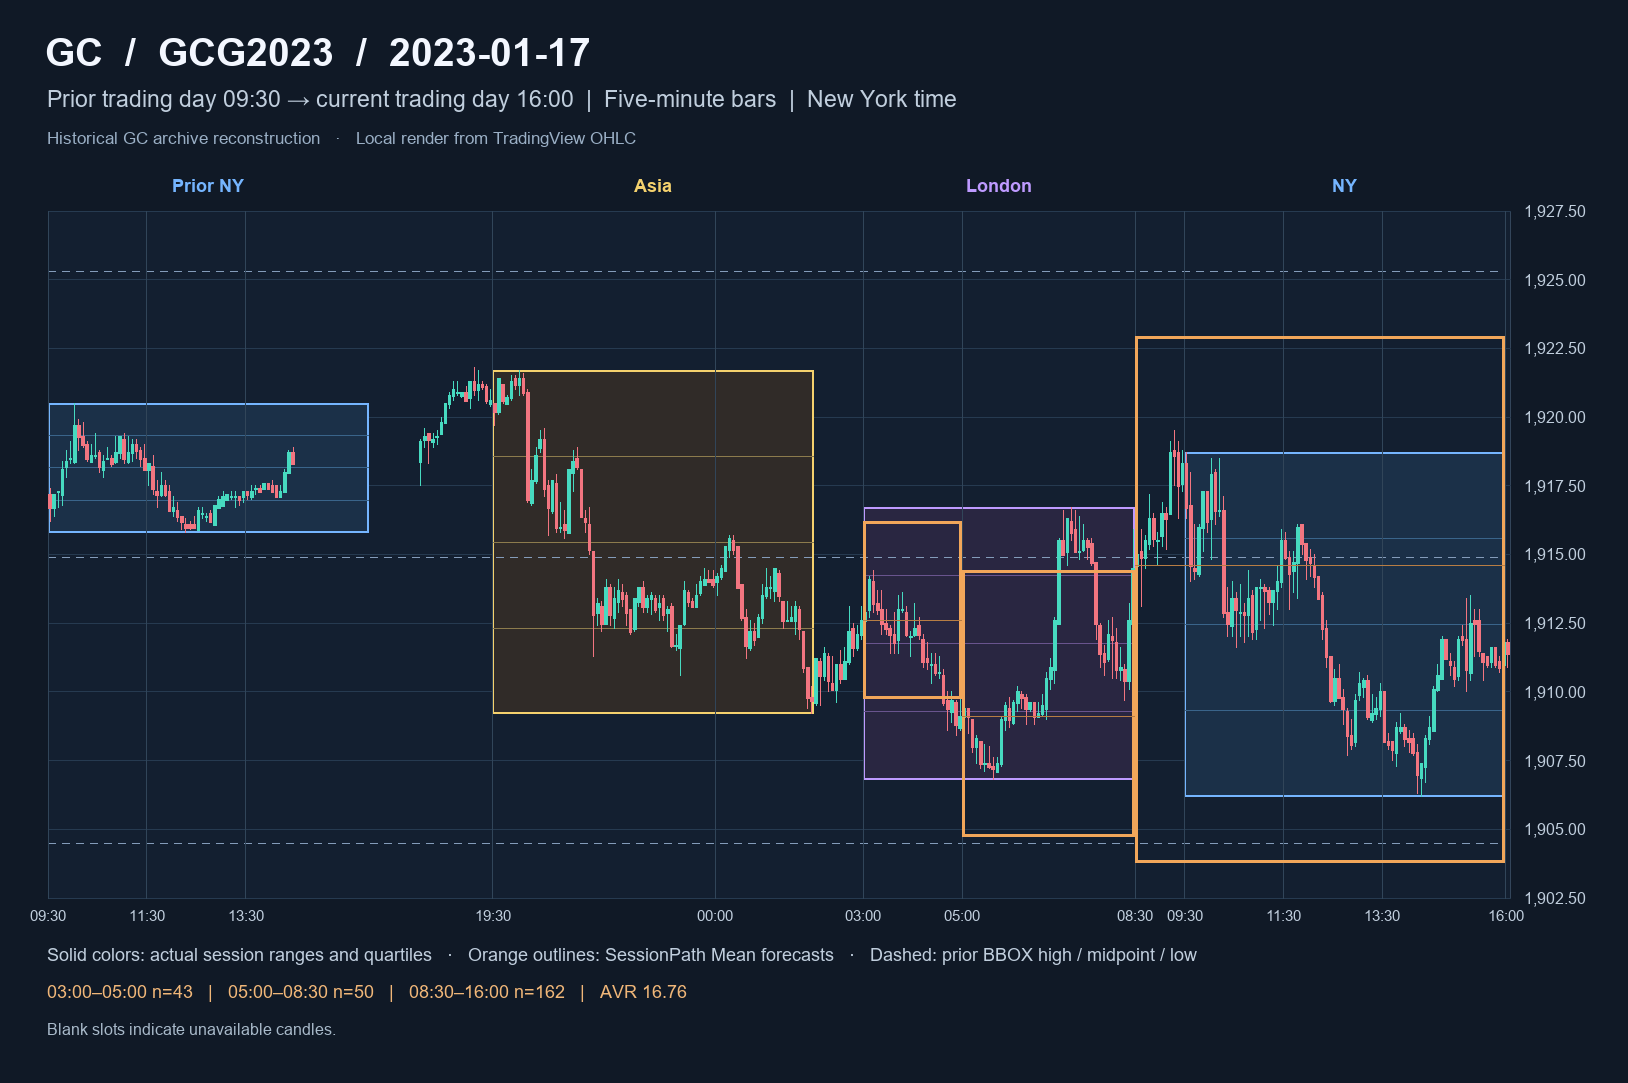 GC / GCG2023 / 2023-01-17
Prior trading day 09:30 → current trading day 16:00 | Five-minute bars | New York time
Historical GC archive reconstruction · Local render from TradingView OHLC
Prior NY Asia London NY
1,927.50
1,925.00
1,922.50
1,920.00
1,917.50
1,915.00
1,912.50
1,910.00
1,907.50
1,905.00
1,902.50
09:30 11:30 13:30 19:30 00:00 03:00 05:00 08:30 09:30 11:30 13:30 16:00
Solid colors: actual session ranges and quartiles · Orange outlines: SessionPath Mean forecasts · Dashed: prior BBOX high / midpoint / low
03:00–05:00 n=43 | 05:00–08:30 n=50 | 08:30–16:00 n=162 | AVR 16.76
Blank slots indicate unavailable candles.